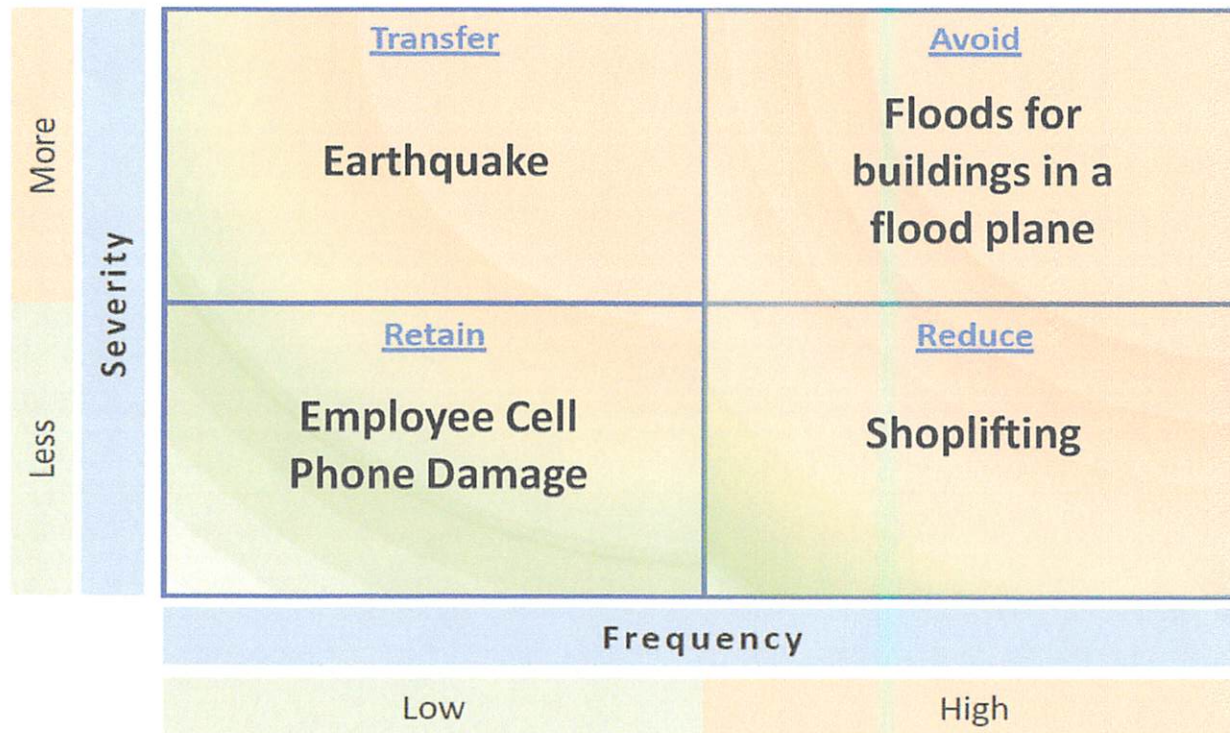 Transfer
Avoid
Earthquake
Floods for
buildings in a
flood plane
More
Severity
Less
Retain
Reduce
Employee Cell
Phone Damage
Shoplifting
Frequency
Low
High